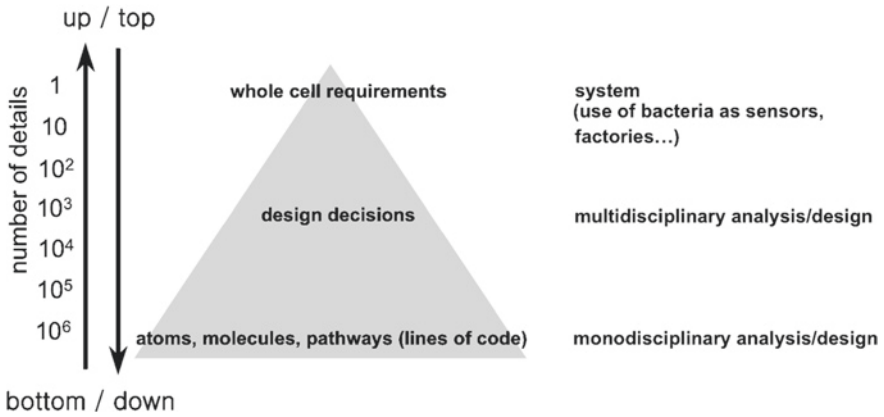 up / top
number of details
1
10
10²
10³
10⁴
10⁵
10⁶
bottom / down
whole cell requirements
design decisions
atoms, molecules, pathways (lines of code)
system
(use of bacteria as sensors,
factories...)
multidisciplinary analysis/design
monodisciplinary analysis/design